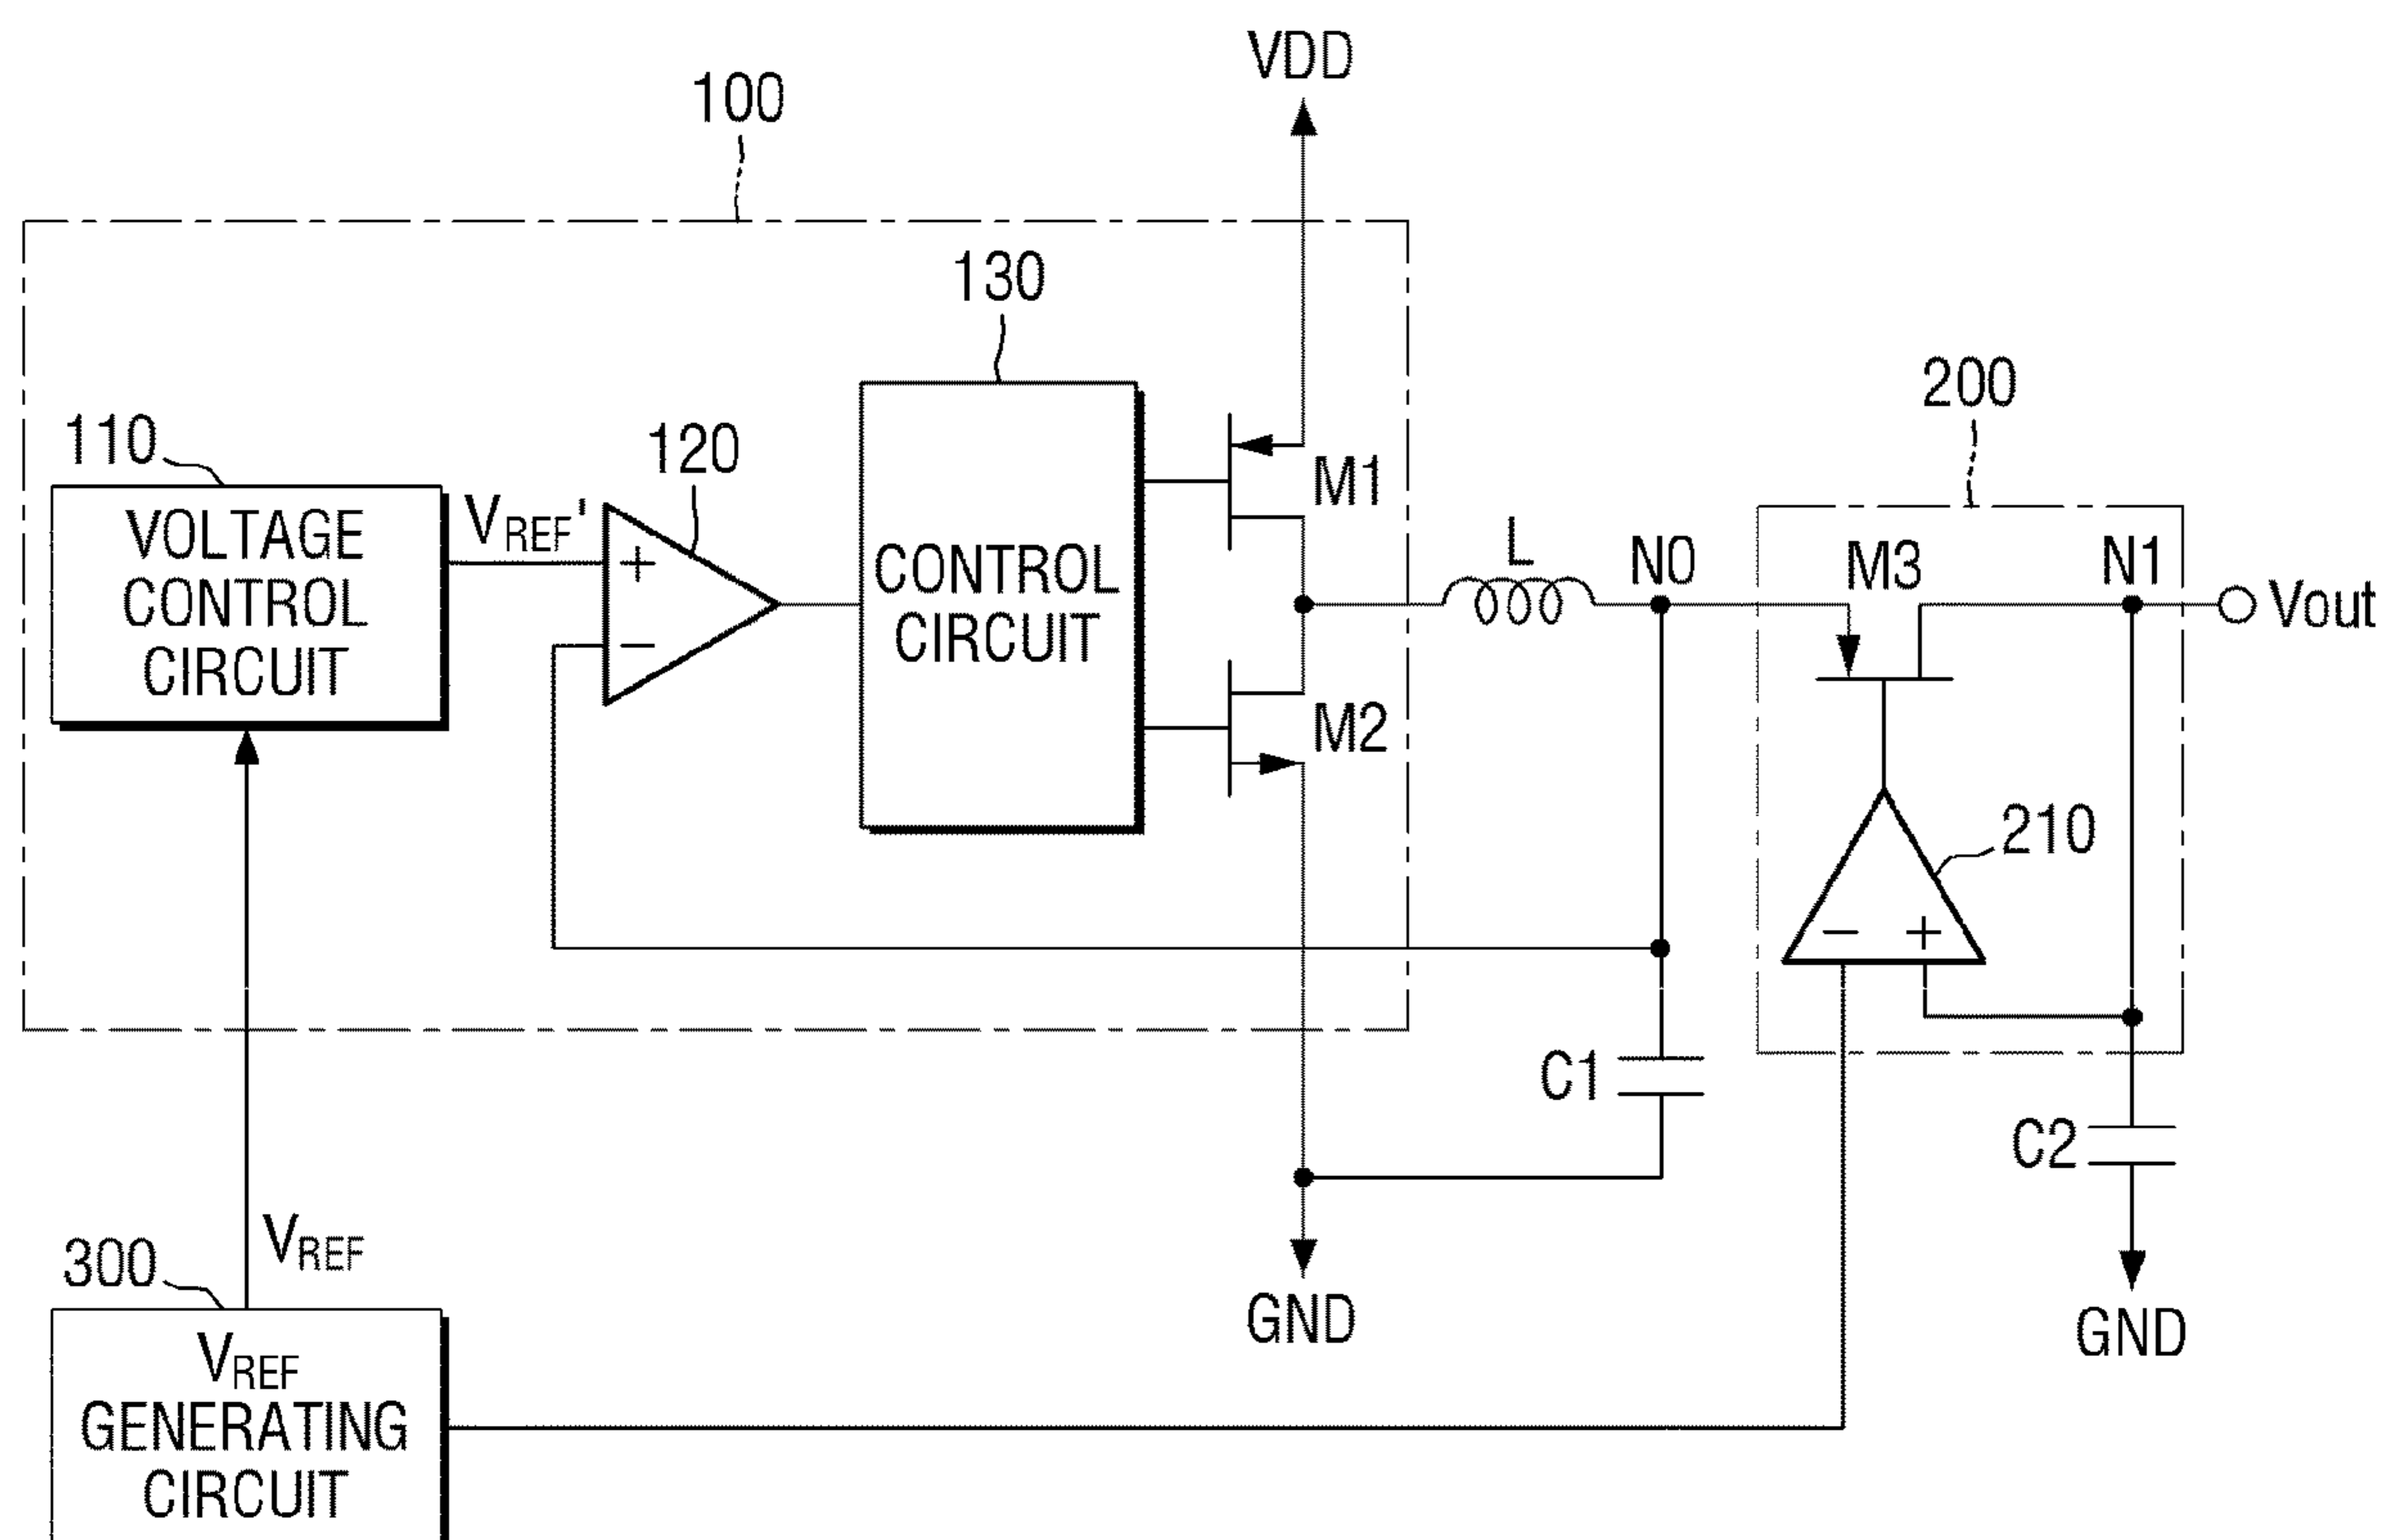 VDD
100
130
200
110
120
VOLTAGE
CONTROL
CIRCUIT
VREF'
+
−
CONTROL
CIRCUIT
M1
M2
L
N0
M3
N1
Vout
210
−
+
C1
C2
VREF
300
GND
GND
VREF
GENERATING
CIRCUIT